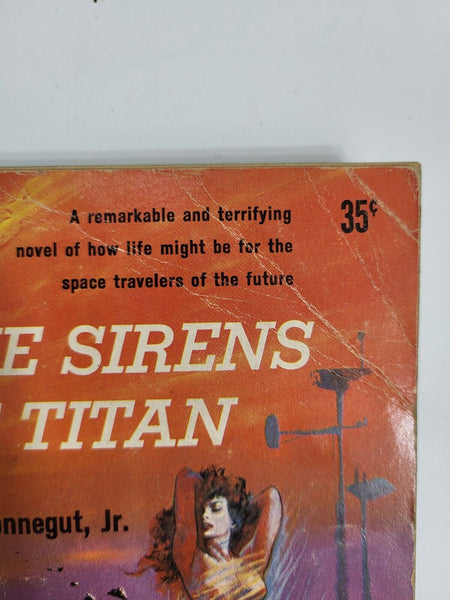 A remarkable and terrifying
35¢
novel of how life might be for the
space travelers of the future
E SIRENS
TITAN
nnegut, Jr.